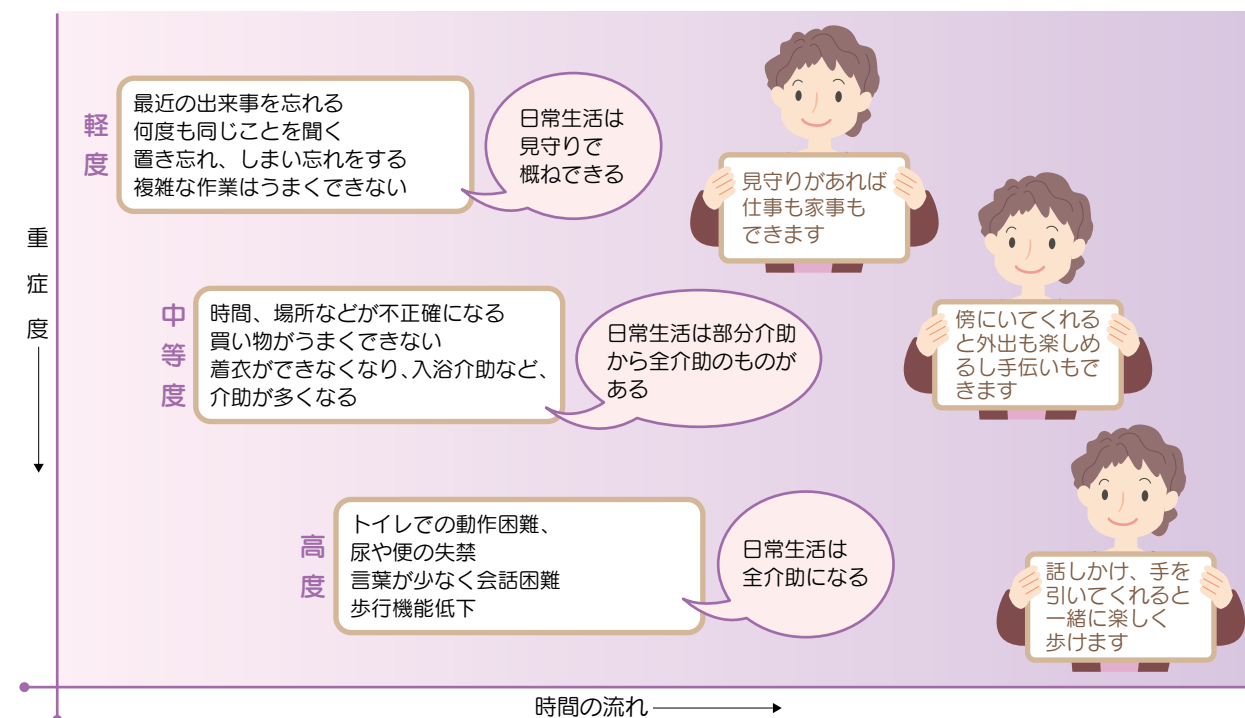 重症度
軽度
最近の出来事を忘れる
何度も同じことを聞く
置き忘れ、しまい忘れをする
複雑な作業はうまくできない
日常生活は
見守りで
概ねできる
見守りがあれば
仕事も家事も
できます
中等度
時間、場所などが不正確になる
買い物がうまくできない
着衣ができなくなり、入浴介助など、
介助が多くなる
日常生活は部分介助
から全介助のものが
ある
傍にいてくれる
と外出も楽しめ
るし手伝いもで
きます
高度
トイレでの動作困難、
尿や便の失禁
言葉が少なく会話困難
歩行機能低下
日常生活は
全介助になる
話しかけ、手を
引いてくれると
一緒に楽しく
歩けます
時間の流れ